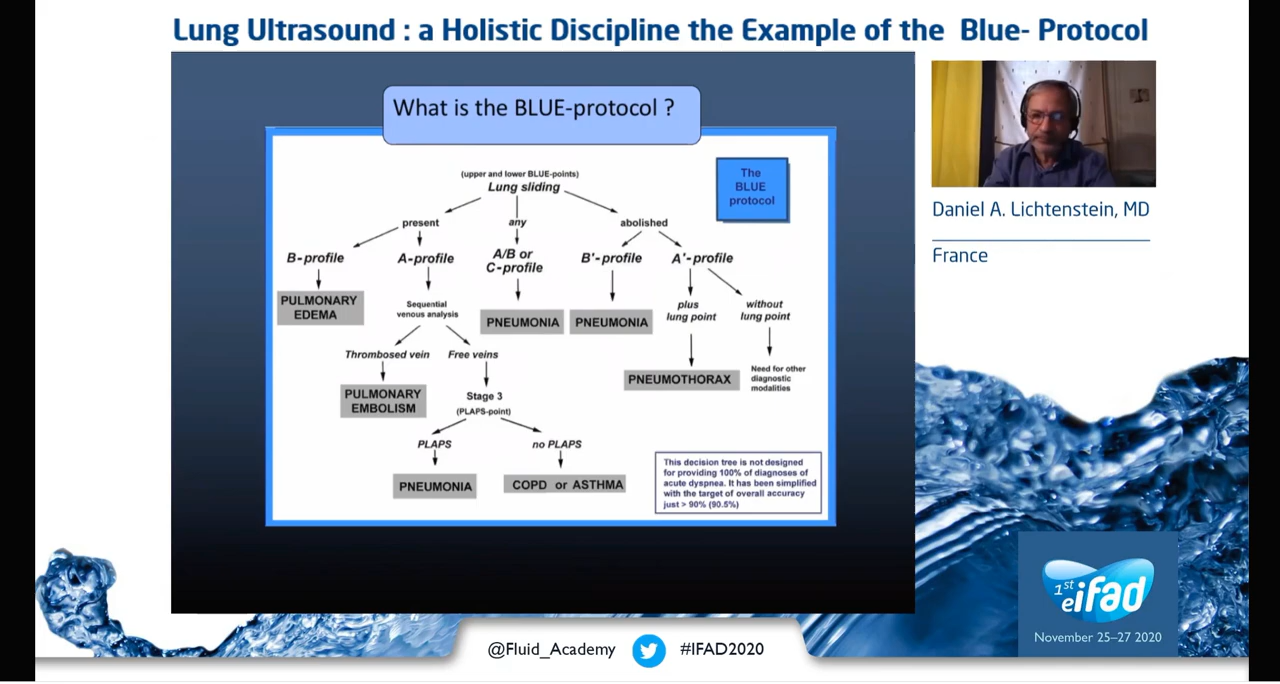 Lung Ultrasound : a Holistic Discipline the Example of the Blue- Protocol
What is the BLUE-protocol ?
The
BLUE
protocol
(upper and lower BLUE-points)
Lung sliding
present
any
abolished
B-profile
A-profile
A/B or
C-profile
B'-profile
A'-profile
PULMONARY
EDEMA
Sequential
venous analysis
PNEUMONIA
PNEUMONIA
plus
lung point
without
lung point
Thrombosed vein
Free veins
PNEUMOTHORAX
Need for other
diagnostic
modalities
PULMONARY
EMBOLISM
Stage 3
(PLAPS-point)
PLAPS
no PLAPS
PNEUMONIA
COPD or ASTHMA
This decision tree is not designed
for providing 100% of diagnoses of
acute dyspnea. It has been simplified
with the target of overall accuracy
just > 90% (90.5%)
Daniel A. Lichtenstein, MD
France
1st
eifad
November 25–27 2020
@Fluid_Academy
#IFAD2020